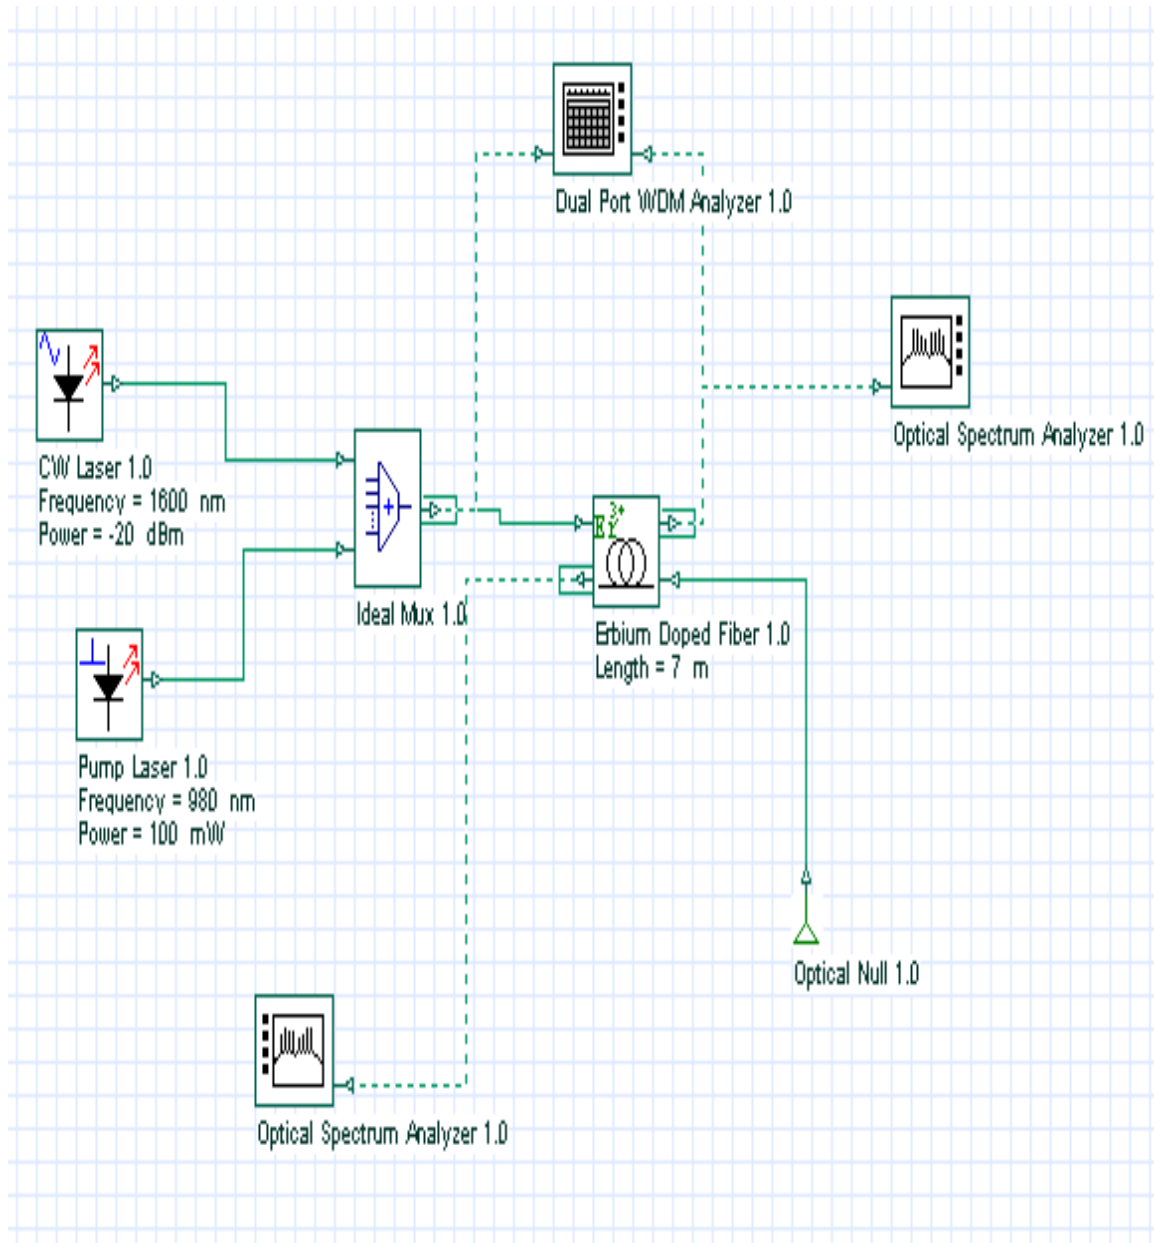 Dual Port WDM Analyzer 1.0
Optical Spectrum Analyzer 1.0
CW Laser 1.0
Frequency = 1600 nm
Power = -20 dBm
Ideal Mux 1.0
3+
Er
Erbium Doped Fiber 1.0
Length = 7 m
Pump Laser 1.0
Frequency = 980 nm
Power = 100 mW
Optical Null 1.0
Optical Spectrum Analyzer 1.0